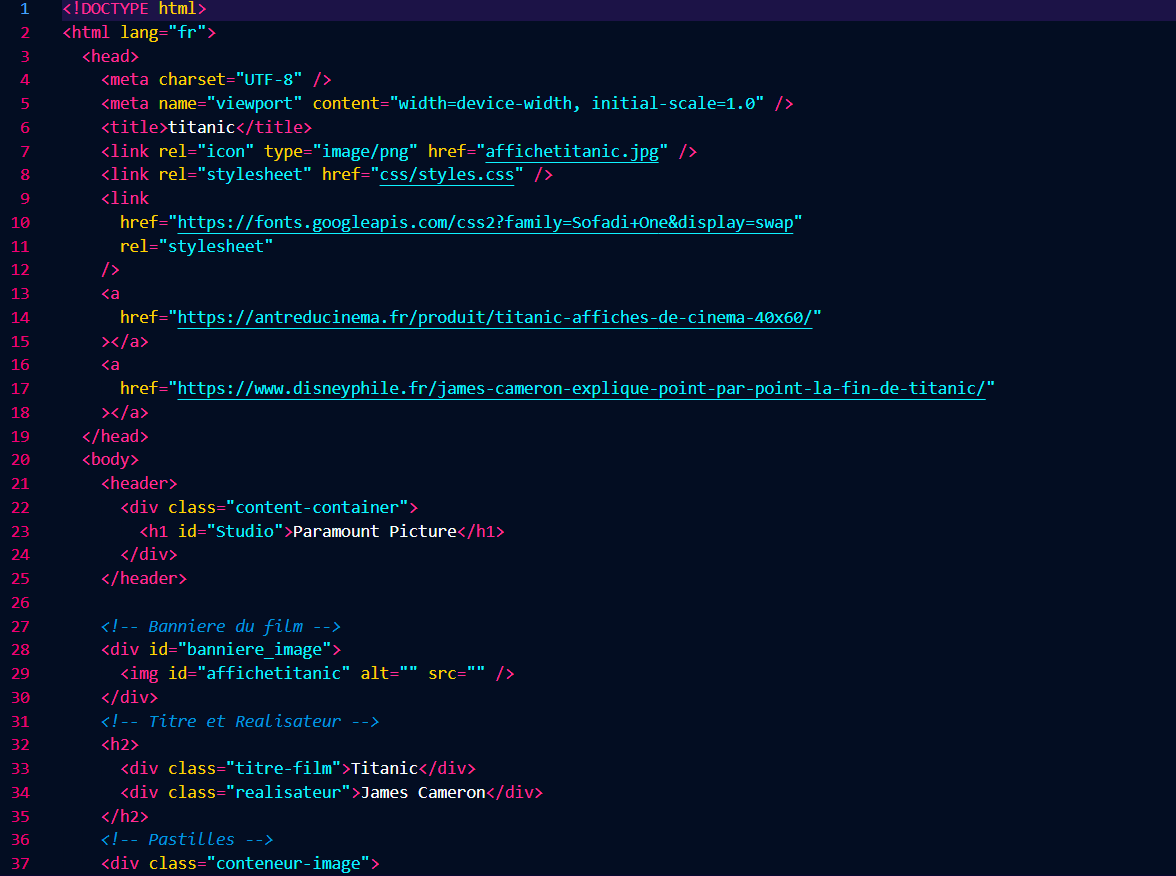 1 <!DOCTYPE html>
2 <html lang="fr">
3   <head>
4     <meta charset="UTF-8" />
5     <meta name="viewport" content="width=device-width, initial-scale=1.0" />
6     <title>titanic</title>
7     <link rel="icon" type="image/png" href="affichetitanic.jpg" />
8     <link rel="stylesheet" href="css/styles.css" />
9     <link
10       href="https://fonts.googleapis.com/css2?family=Sofadi+One&display=swap"
11       rel="stylesheet"
12     />
13     <a
14       href="https://antreducinema.fr/produit/titanic-affiches-de-cinema-40x60/"
15     ></a>
16     <a
17       href="https://www.disneyphile.fr/james-cameron-explique-point-par-point-la-fin-de-titanic/"
18     ></a>
19   </head>
20   <body>
21     <header>
22       <div class="content-container">
23         <h1 id="Studio">Paramount Picture</h1>
24       </div>
25     </header>
26
27     <!-- Banniere du film -->
28     <div id="banniere_image">
29       <img id="affichetitanic" alt="" src="" />
30     </div>
31     <!-- Titre et Realisateur -->
32     <h2>
33       <div class="titre-film">Titanic</div>
34       <div class="realisateur">James Cameron</div>
35     </h2>
36     <!-- Pastilles -->
37     <div class="conteneur-image">